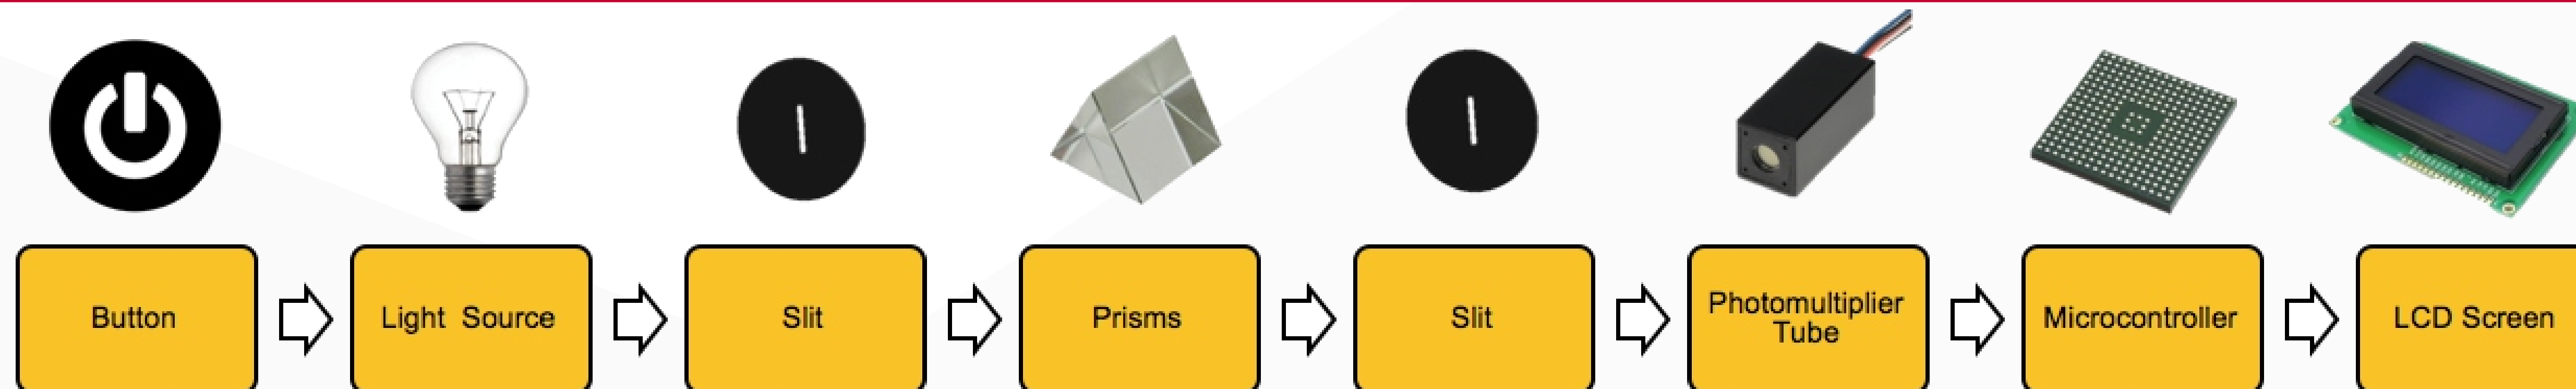 Button
Light Source
Slit
Prisms
Slit
Photomultiplier
Tube
Microcontroller
LCD Screen